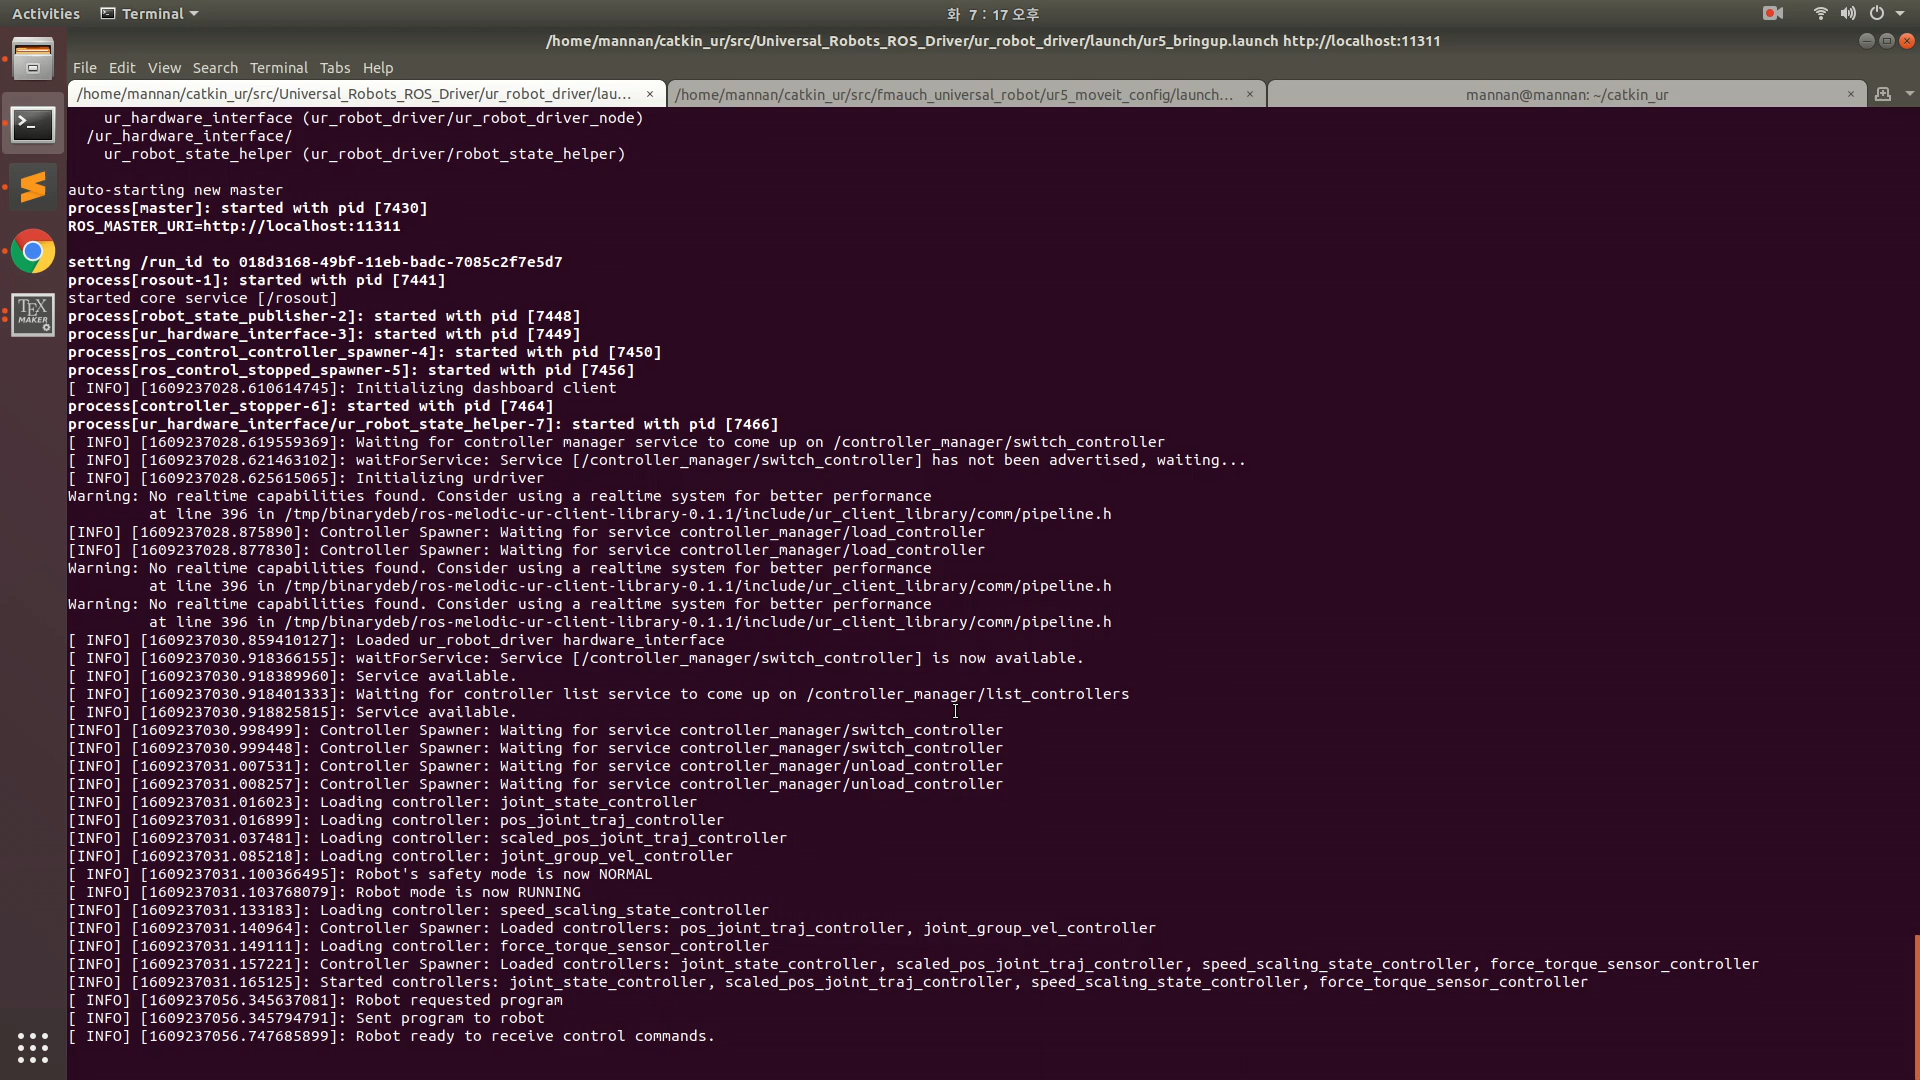 Activities Terminal 화 7 : 17 오후
/home/mannan/catkin_ur/src/Universal_Robots_ROS_Driver/ur_robot_driver/launch/ur5_bringup.launch http://localhost:11311
File Edit View Search Terminal Tabs Help
/home/mannan/catkin_ur/src/Universal_Robots_ROS_Driver/ur_robot_driver/lau... × /home/mannan/catkin_ur/src/fmauch_universal_robot/ur5_moveit_config/launch... × mannan@mannan: ~/catkin_ur ×
ur_hardware_interface (ur_robot_driver/ur_robot_driver_node)
/ur_hardware_interface/
ur_robot_state_helper (ur_robot_driver/robot_state_helper)
auto-starting new master
process[master]: started with pid [7430]
ROS_MASTER_URI=http://localhost:11311
setting /run_id to 018d3168-49bf-11eb-badc-7085c2f7e5d7
process[rosout-1]: started with pid [7441]
started core service [/rosout]
process[robot_state_publisher-2]: started with pid [7448]
process[ur_hardware_interface-3]: started with pid [7449]
process[ros_control_controller_spawner-4]: started with pid [7450]
process[ros_control_stopped_spawner-5]: started with pid [7456]
[ INFO] [1609237028.610614745]: Initializing dashboard client
process[controller_stopper-6]: started with pid [7464]
process[ur_hardware_interface/ur_robot_state_helper-7]: started with pid [7466]
[ INFO] [1609237028.619559369]: Waiting for controller manager service to come up on /controller_manager/switch_controller
[ INFO] [1609237028.621463102]: waitForService: Service [/controller_manager/switch_controller] has not been advertised, waiting...
[ INFO] [1609237028.625615065]: Initializing urdriver
Warning: No realtime capabilities found. Consider using a realtime system for better performance
at line 396 in /tmp/binarydeb/ros-melodic-ur-client-library-0.1.1/include/ur_client_library/comm/pipeline.h
[INFO] [1609237028.875890]: Controller Spawner: Waiting for service controller_manager/load_controller
[INFO] [1609237028.877830]: Controller Spawner: Waiting for service controller_manager/load_controller
Warning: No realtime capabilities found. Consider using a realtime system for better performance
at line 396 in /tmp/binarydeb/ros-melodic-ur-client-library-0.1.1/include/ur_client_library/comm/pipeline.h
Warning: No realtime capabilities found. Consider using a realtime system for better performance
at line 396 in /tmp/binarydeb/ros-melodic-ur-client-library-0.1.1/include/ur_client_library/comm/pipeline.h
[ INFO] [1609237030.859410127]: Loaded ur_robot_driver hardware_interface
[ INFO] [1609237030.918366155]: waitForService: Service [/controller_manager/switch_controller] is now available.
[ INFO] [1609237030.918389960]: Service available.
[ INFO] [1609237030.918401333]: Waiting for controller list service to come up on /controller_manager/list_controllers
[ INFO] [1609237030.918825815]: Service available.
[INFO] [1609237030.998499]: Controller Spawner: Waiting for service controller_manager/switch_controller
[INFO] [1609237030.999448]: Controller Spawner: Waiting for service controller_manager/switch_controller
[INFO] [1609237031.007531]: Controller Spawner: Waiting for service controller_manager/unload_controller
[INFO] [1609237031.008257]: Controller Spawner: Waiting for service controller_manager/unload_controller
[INFO] [1609237031.016023]: Loading controller: joint_state_controller
[INFO] [1609237031.016899]: Loading controller: pos_joint_traj_controller
[INFO] [1609237031.037481]: Loading controller: scaled_pos_joint_traj_controller
[INFO] [1609237031.085218]: Loading controller: joint_group_vel_controller
[ INFO] [1609237031.100366495]: Robot's safety mode is now NORMAL
[ INFO] [1609237031.103768079]: Robot mode is now RUNNING
[INFO] [1609237031.133183]: Loading controller: speed_scaling_state_controller
[INFO] [1609237031.140964]: Controller Spawner: Loaded controllers: pos_joint_traj_controller, joint_group_vel_controller
[INFO] [1609237031.149111]: Loading controller: force_torque_sensor_controller
[INFO] [1609237031.157221]: Controller Spawner: Loaded controllers: joint_state_controller, scaled_pos_joint_traj_controller, speed_scaling_state_controller, force_torque_sensor_controller
[INFO] [1609237031.165125]: Started controllers: joint_state_controller, scaled_pos_joint_traj_controller, speed_scaling_state_controller, force_torque_sensor_controller
[ INFO] [1609237056.345637081]: Robot requested program
[ INFO] [1609237056.345794791]: Sent program to robot
[ INFO] [1609237056.747685899]: Robot ready to receive control commands.
TEX
MAKER